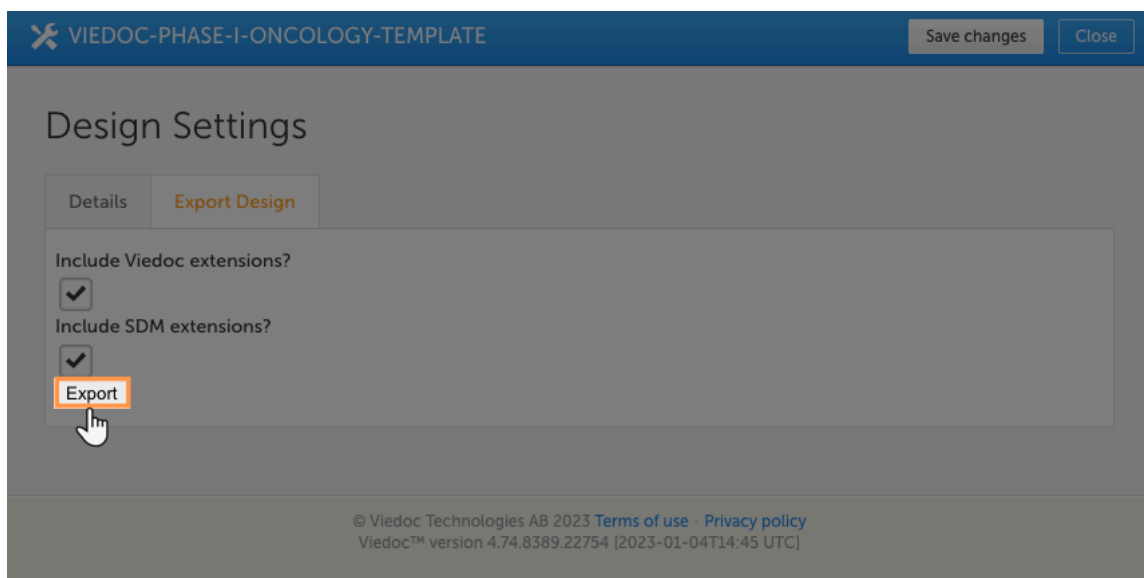 VIEDOC-PHASE-I-ONCOLOGY-TEMPLATE
Save changes
Close
Design Settings
Details
Export Design
Include Viedoc extensions?
Include SDM extensions?
Export
© Viedoc Technologies AB 2023 Terms of use · Privacy policy
Viedoc™ version 4.74.8389.22754 [2023-01-04T14:45 UTC]